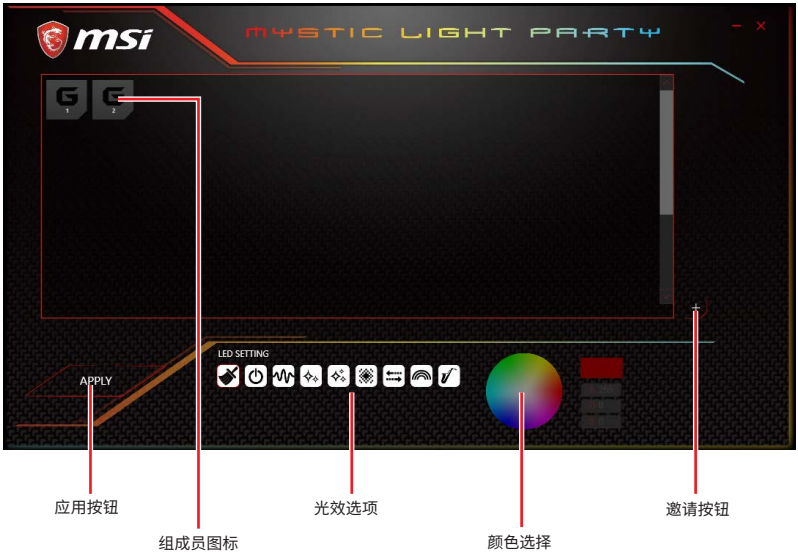 msi
MYSTIC LIGHT PARTY
G
1
G
2
LED SETTING
APPLY
应用按钮
光效选项
邀请按钮
组成员图标
颜色选择